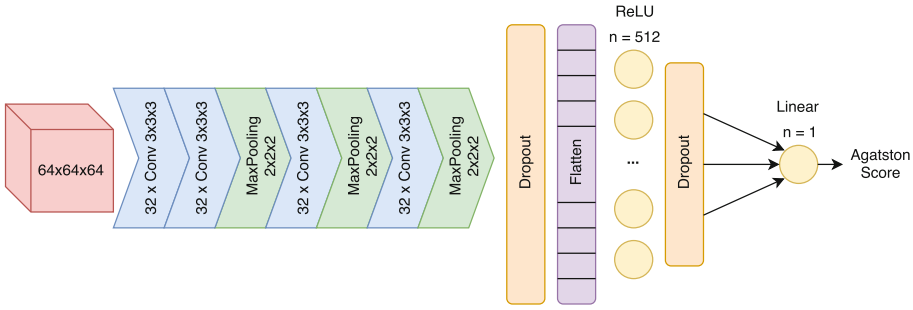 64x64x64
32 x Conv 3x3x3
32 x Conv 3x3x3
MaxPooling
2x2x2
32 x Conv 3x3x3
MaxPooling
2x2x2
32 x Conv 3x3x3
MaxPooling
2x2x2
Dropout
Flatten
ReLU
n = 512
...
Dropout
Linear
n = 1
Agatston
Score